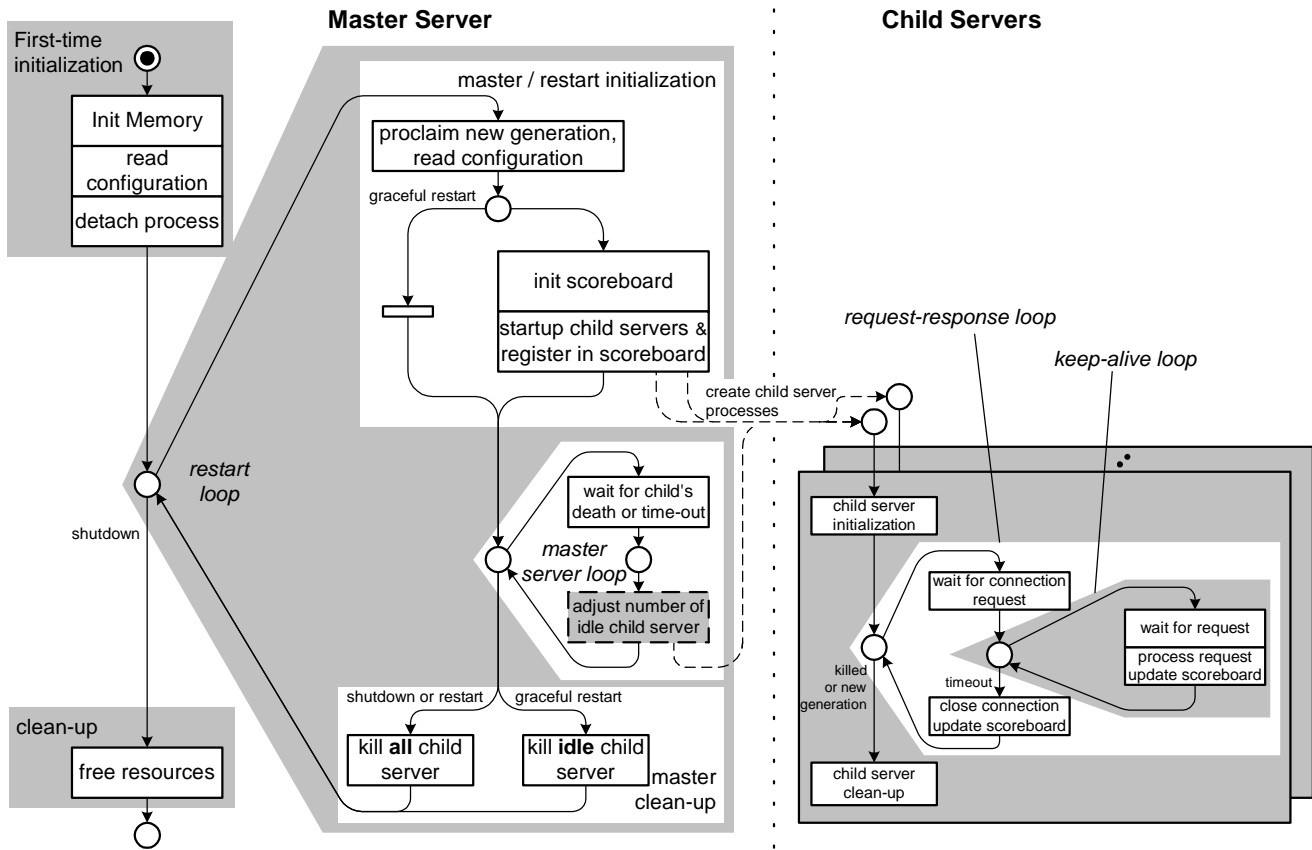 Master Server
Child Servers
First-time
initialization
Init Memory
read
configuration
detach process
master / restart initialization
proclaim new generation,
read configuration
graceful restart
init scoreboard
startup child servers &
register in scoreboard
create child server
processes
restart
loop
shutdown
wait for child's
death or time-out
master
server loop
adjust number of
idle child server
shutdown or restart
graceful restart
kill all child
server
kill idle child
server
master
clean-up
clean-up
free resources
request-response loop
keep-alive loop
child server
initialization
wait for connection
request
wait for request
process request
update scoreboard
killed
or new
generation
timeout
close connection
update scoreboard
child server
clean-up